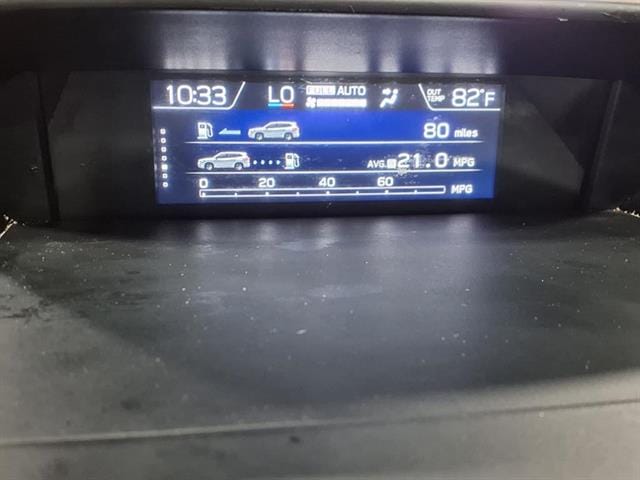 10:33 LO FULL AUTO OUT TEMP 82°F
80 miles
AVG. 21.0 MPG
0 20 40 60 MPG